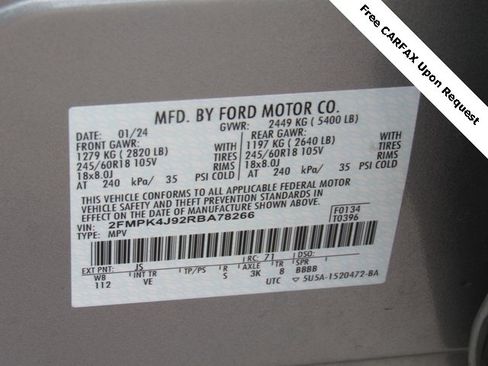 Free CARFAX Upon Request
MFD. BY FORD MOTOR CO.
DATE: 01/24 GVWR: 2449 KG ( 5400 LB)
FRONT GAWR: REAR GAWR:
1279 KG ( 2820 LB) WITH 1197 KG ( 2640 LB) WITH
245/60R18 105V TIRES 245/60R18 105V TIRES
18x8.0J RIMS 18x8.0J RIMS
AT 240 kPa/ 35 PSI COLD AT 240 kPa/ 35 PSI COLD
THIS VEHICLE CONFORMS TO ALL APPLICABLE FEDERAL MOTOR
VEHICLE SAFETY AND THEFT PREVENTION STANDARDS IN
EFFECT ON THE DATE OF MANUFACTURE SHOWN ABOVE.
VIN: 2FMPK4J92RBA78266 F0134
TYPE: MPV T0396
EXT PNT: JS RC: 71 DSO:
WB INT TR TP/PS R AXLE TR SPR
112 VE S 3K 8 BBBB
UTC 5U5A-1520472-BA